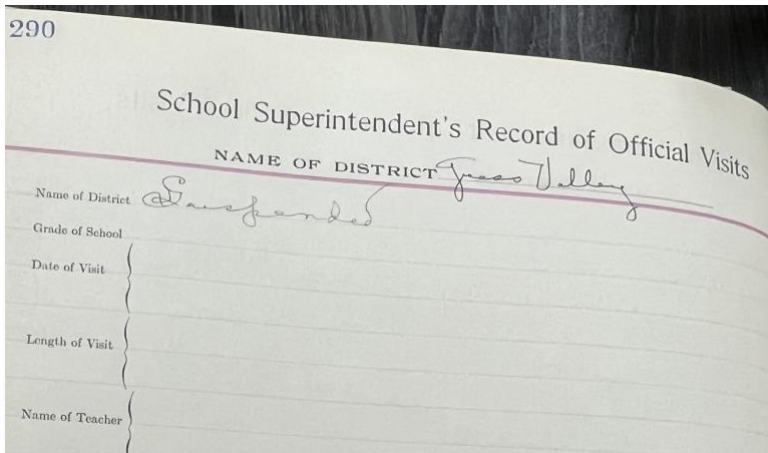 290
School Superintendent's Record of Official Visits
NAME OF DISTRICT Grass Valley
Name of District Suspended
Grade of School
Date of Visit
Length of Visit
Name of Teacher